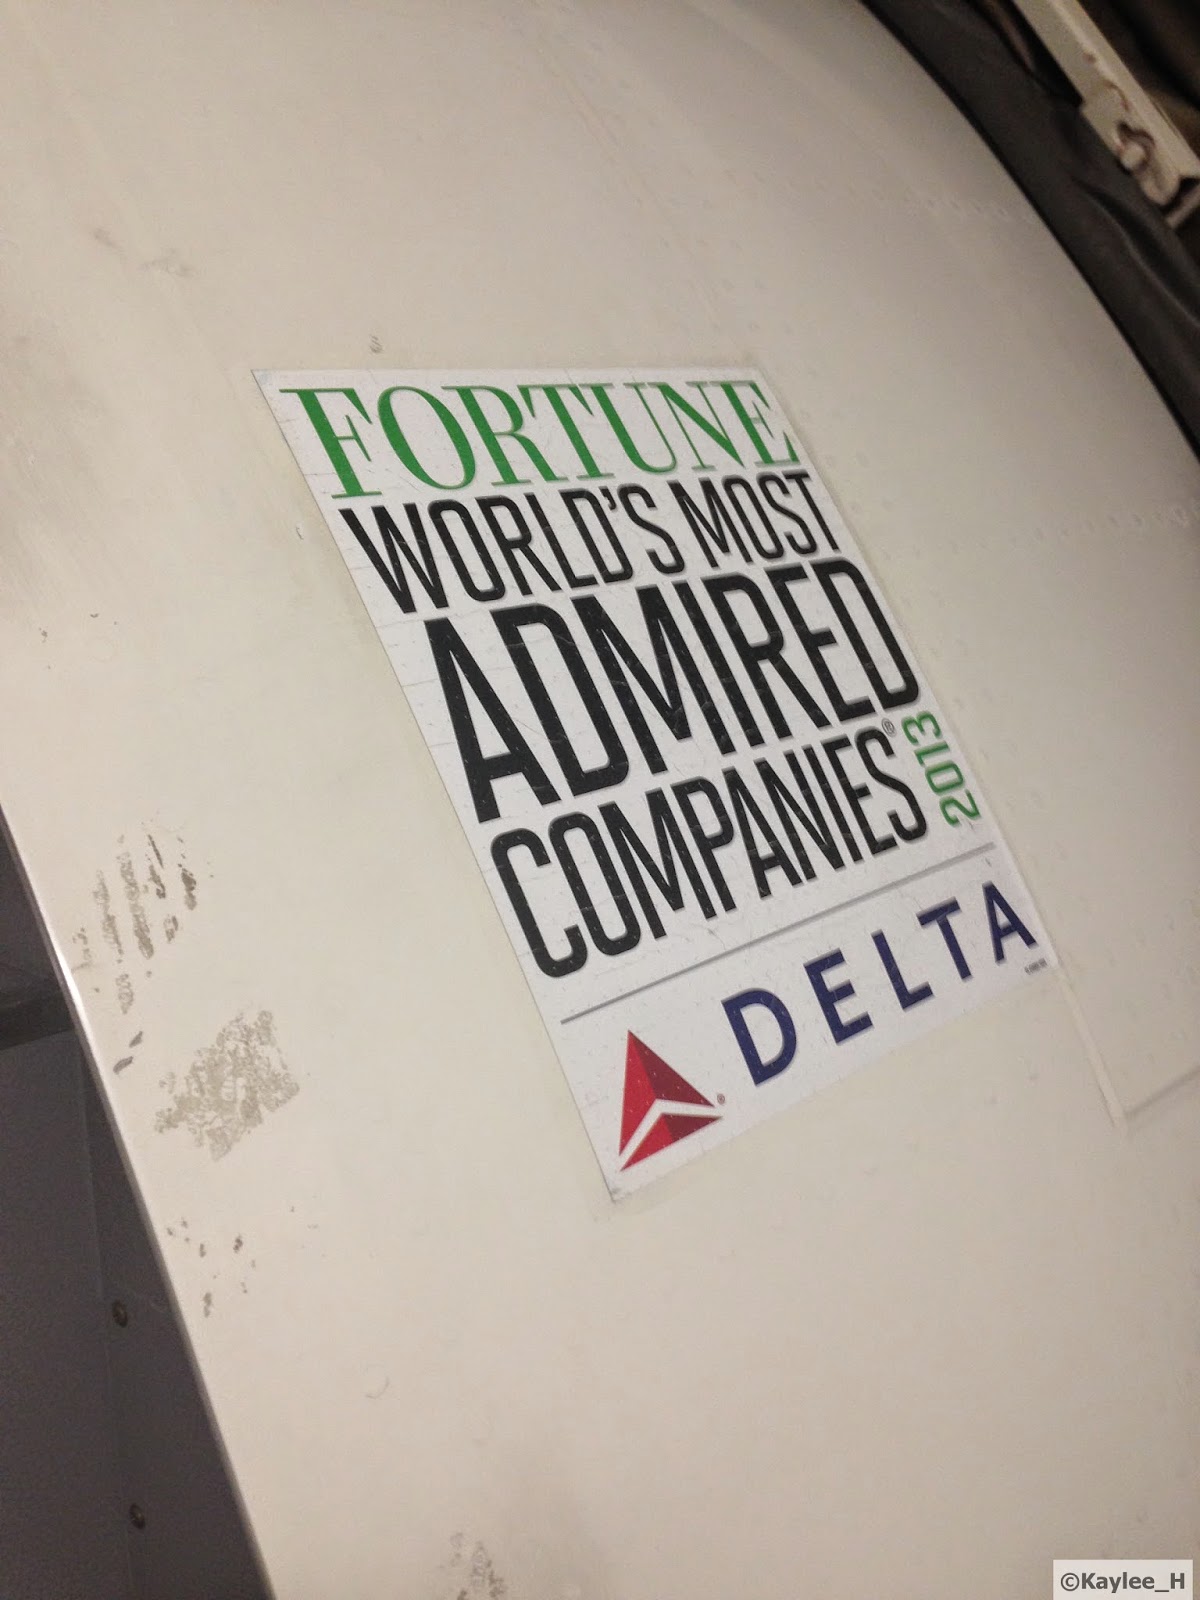 FORTUNE
WORLD'S MOST
ADMIRED
COMPANIES® 2013
DELTA®
©Kaylee_H